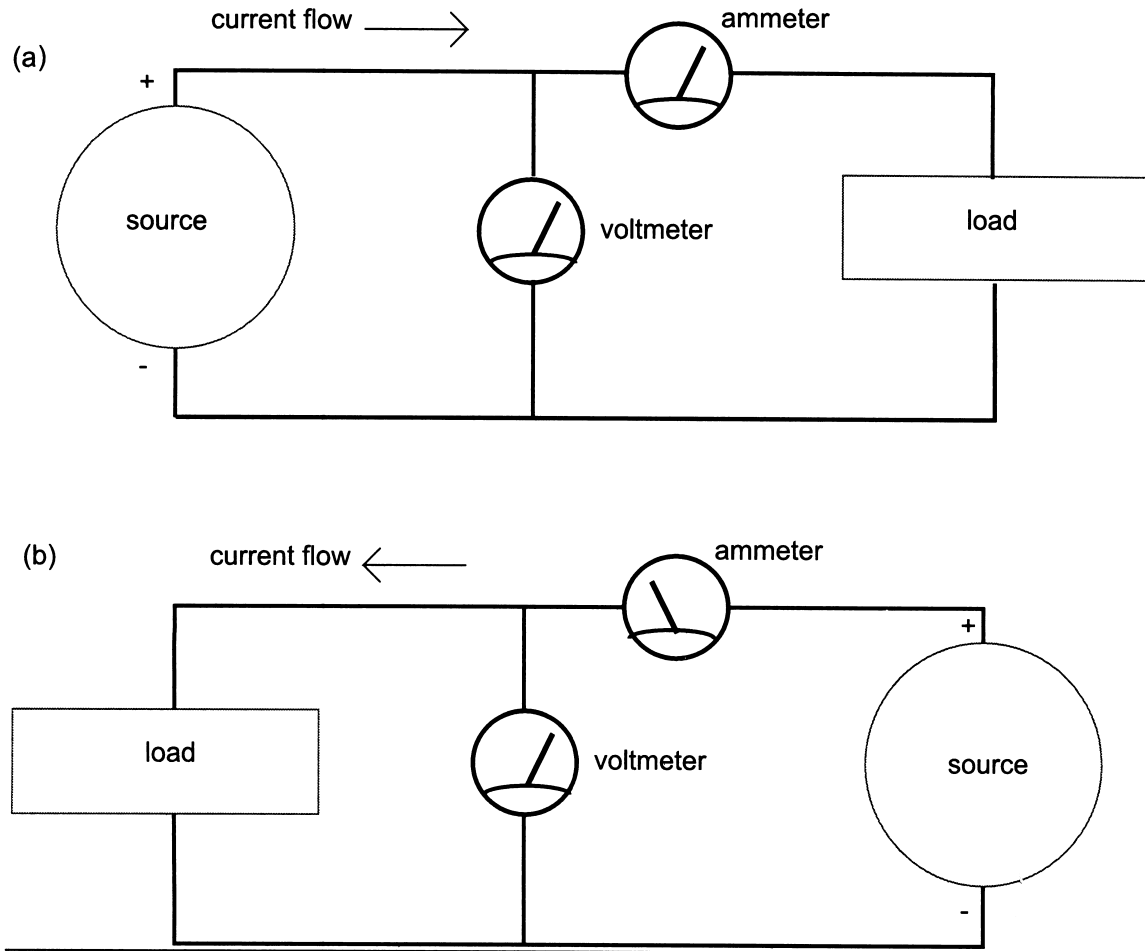 current flow
ammeter
(a)
+
source
voltmeter
load
-
(b)
current flow
ammeter
+
load
voltmeter
source
-